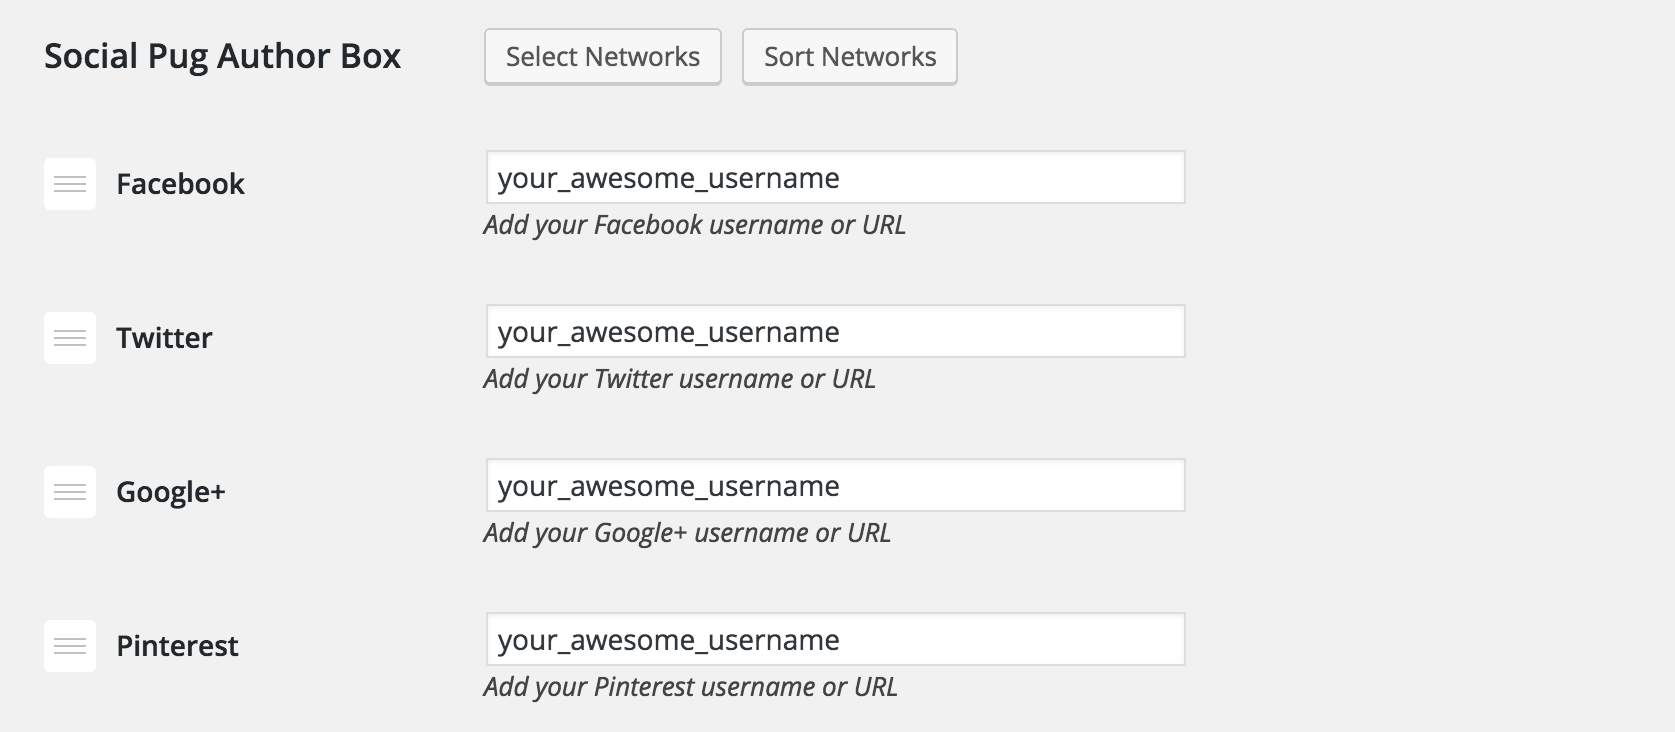 Social Pug Author Box
Select Networks
Sort Networks
Facebook
your_awesome_username
Add your Facebook username or URL
Twitter
your_awesome_username
Add your Twitter username or URL
Google+
your_awesome_username
Add your Google+ username or URL
Pinterest
your_awesome_username
Add your Pinterest username or URL